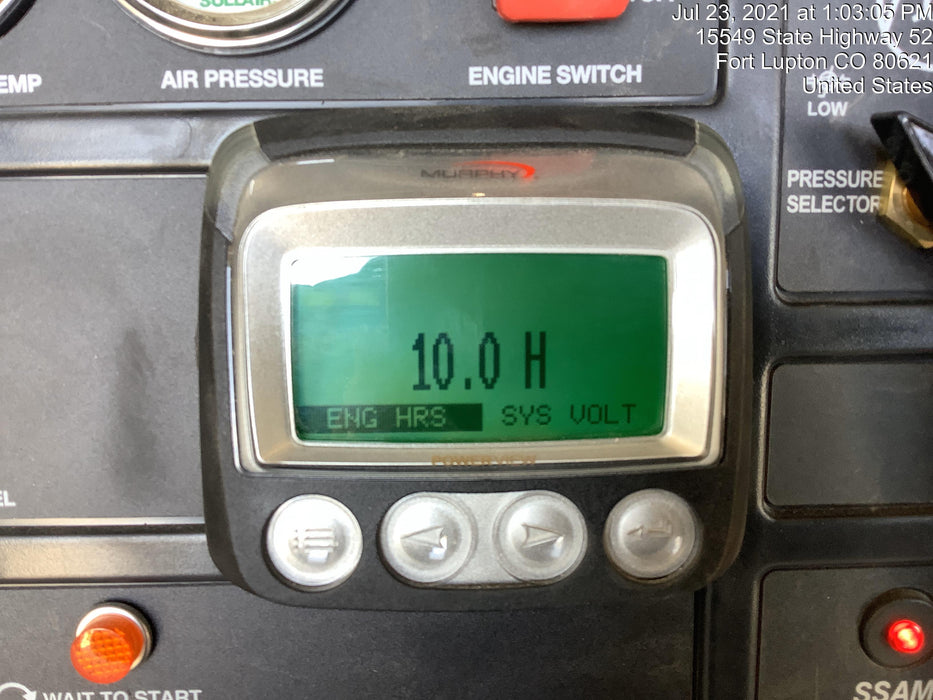 SULLAIR
Jul 23, 2021 at 1:03:05 PM
15549 State Highway 52
Fort Lupton CO 80621
United States
EMP
AIR PRESSURE
ENGINE SWITCH
LOW
PRESSURE
SELECTOR
MURPHY
10.0 H
ENG HRS
SYS VOLT
POWERVIEW
EL
WAIT TO START
SSAM